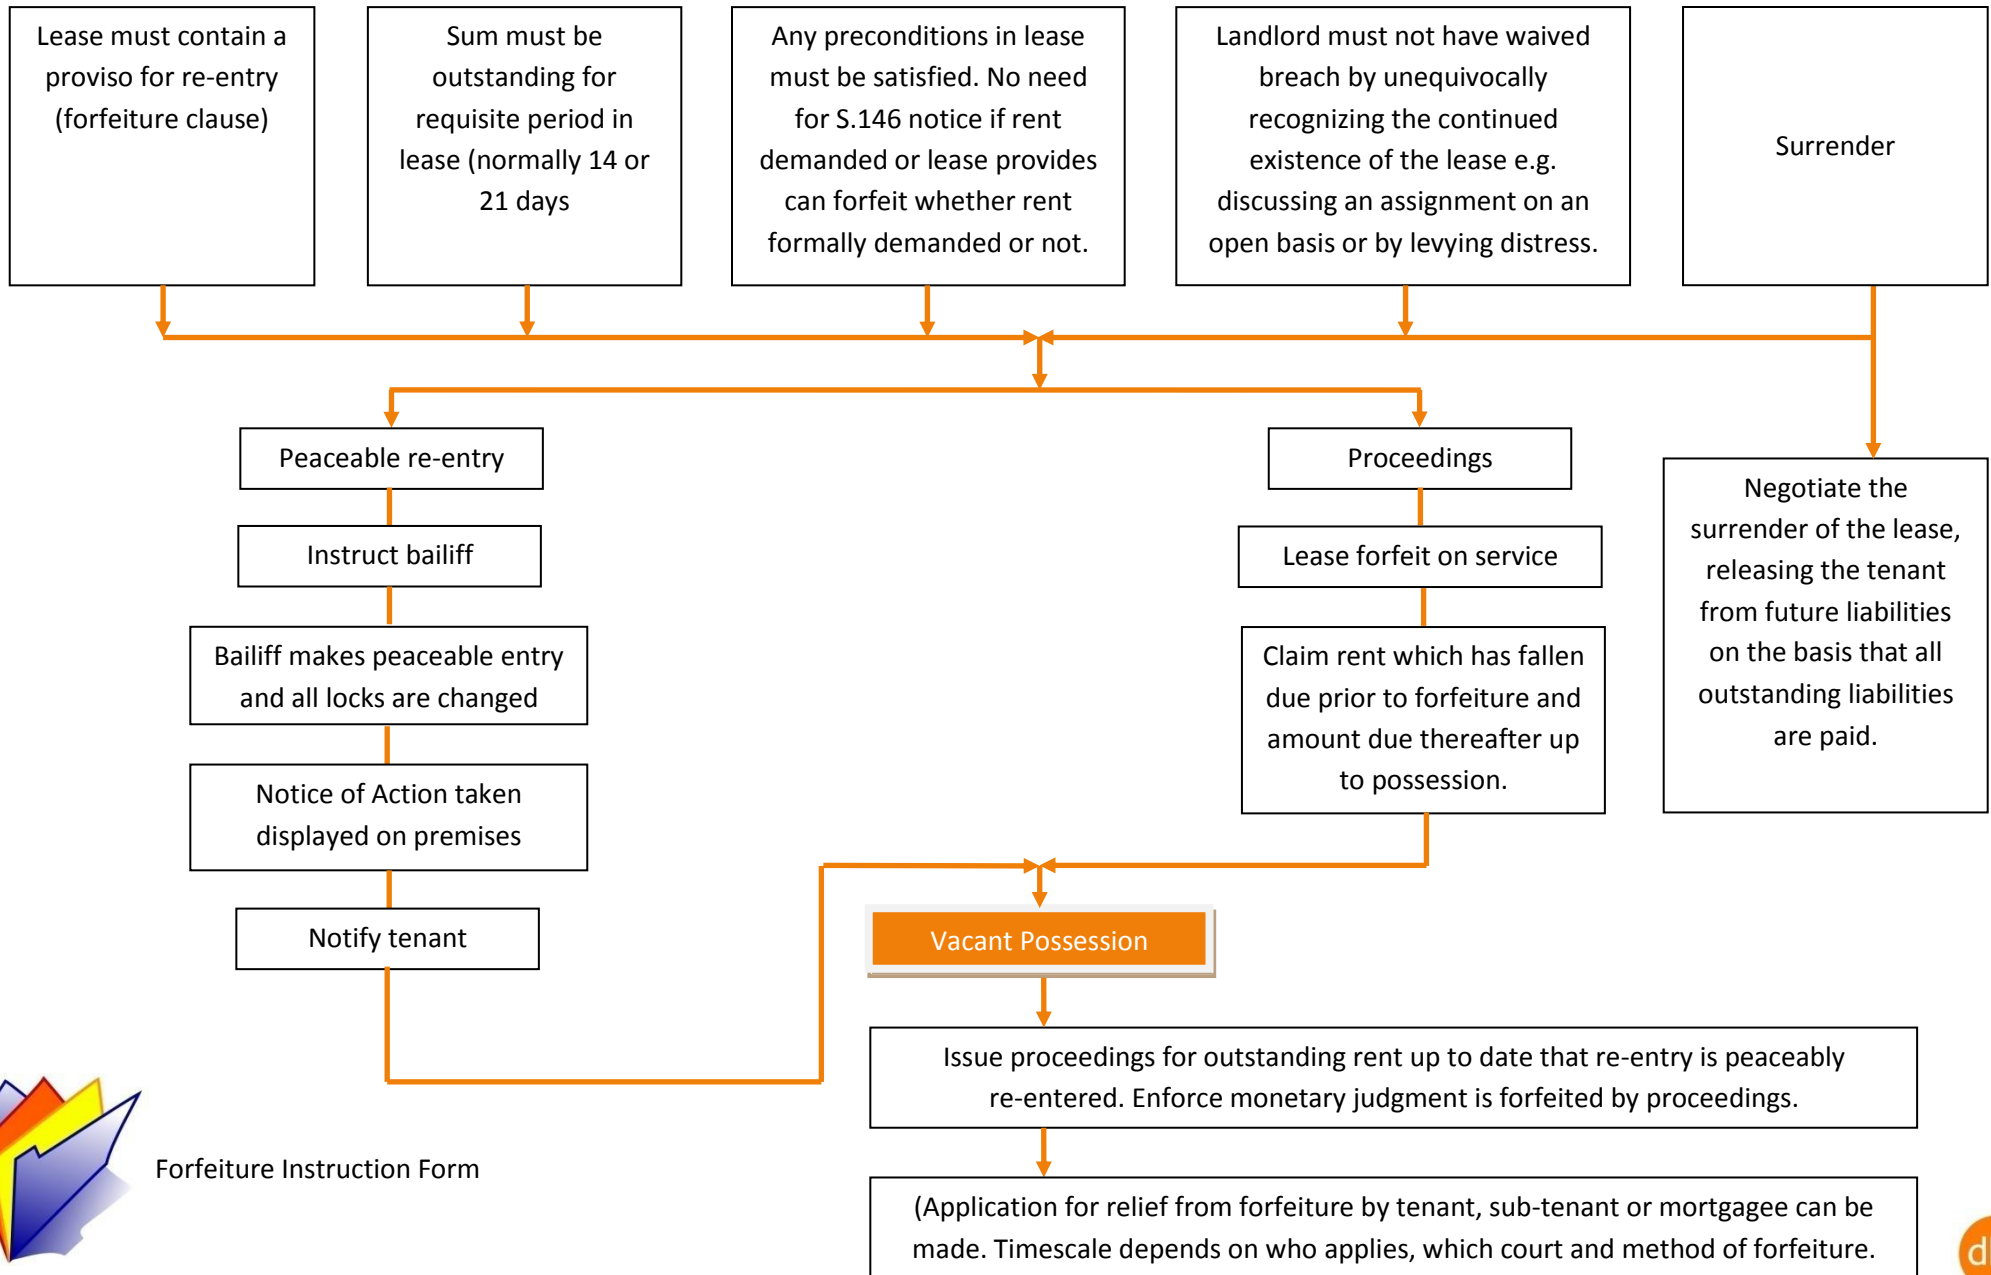 Lease must contain a
proviso for re-entry
(forfeiture clause)
Sum must be
outstanding for
requisite period in
lease (normally 14 or
21 days
Any preconditions in lease
must be satisfied. No need
for S.146 notice if rent
demanded or lease provides
can forfeit whether rent
formally demanded or not.
Landlord must not have waived
breach by unequivocally
recognizing the continued
existence of the lease e.g.
discussing an assignment on an
open basis or by levying distress.
Surrender
Peaceable re-entry
Instruct bailiff
Bailiff makes peaceable entry
and all locks are changed
Notice of Action taken
displayed on premises
Notify tenant
Proceedings
Lease forfeit on service
Claim rent which has fallen
due prior to forfeiture and
amount due thereafter up
to possession.
Negotiate the
surrender of the lease,
releasing the tenant
from future liabilities
on the basis that all
outstanding liabilities
are paid.
Vacant Possession
Issue proceedings for outstanding rent up to date that re-entry is peaceably
re-entered. Enforce monetary judgment is forfeited by proceedings.
(Application for relief from forfeiture by tenant, sub-tenant or mortgagee can be
made. Timescale depends on who applies, which court and method of forfeiture.
Forfeiture Instruction Form